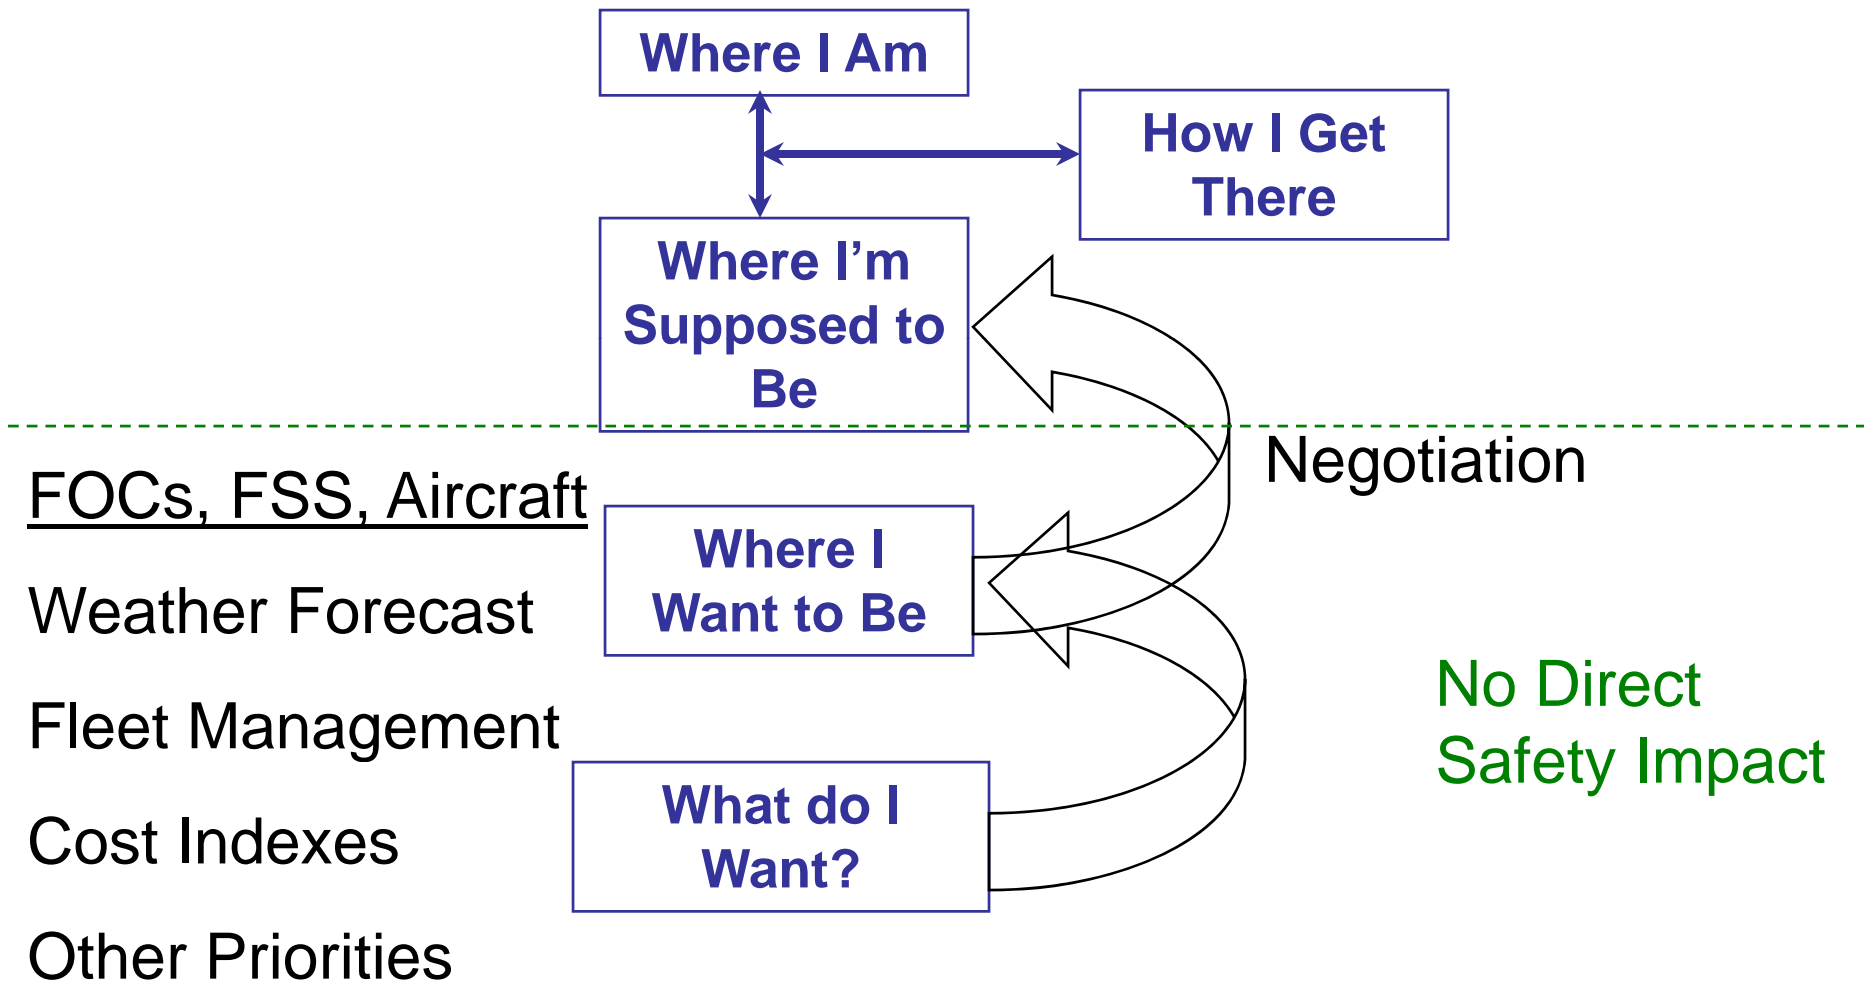 Where I Am
How I Get
There
Where I’m
Supposed to
Be
Negotiation
FOCs, FSS, Aircraft
Where I
Want to Be
Weather Forecast
No Direct
Safety Impact
Fleet Management
What do I
Want?
Cost Indexes
Other Priorities